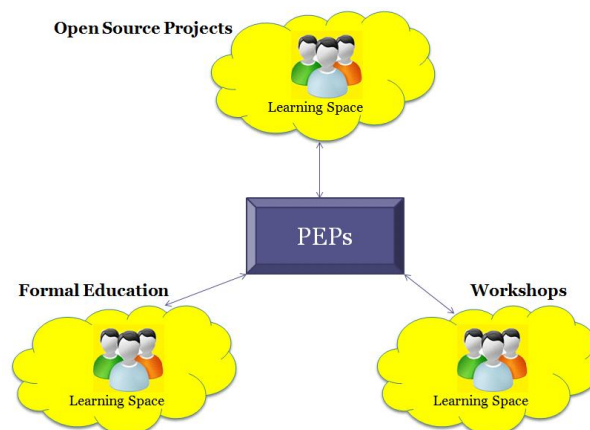 Open Source Projects
Learning Space
PEPs
Formal Education
Workshops
Learning Space
Learning Space